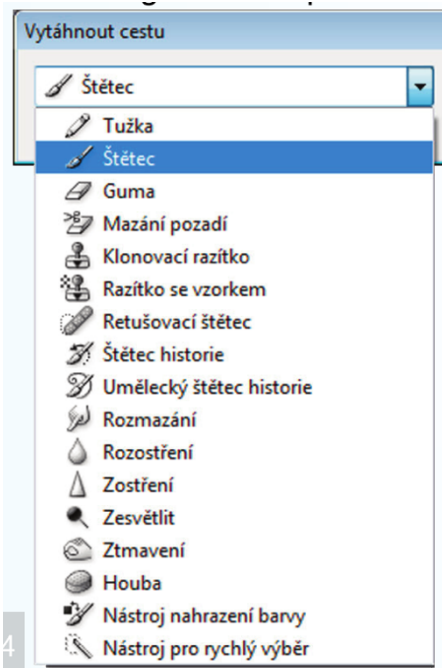 Vytáhnout cestu
Štětec
Tužka
Štětec
Guma
Mazání pozadí
Klonovací razítko
Razítko se vzorkem
Retušovací štětec
Štětec historie
Umělecký štětec historie
Rozmazání
Rozostření
Zostření
Zesvětlit
Ztmavení
Houba
Nástroj nahrazení barvy
Nástroj pro rychlý výběr
4